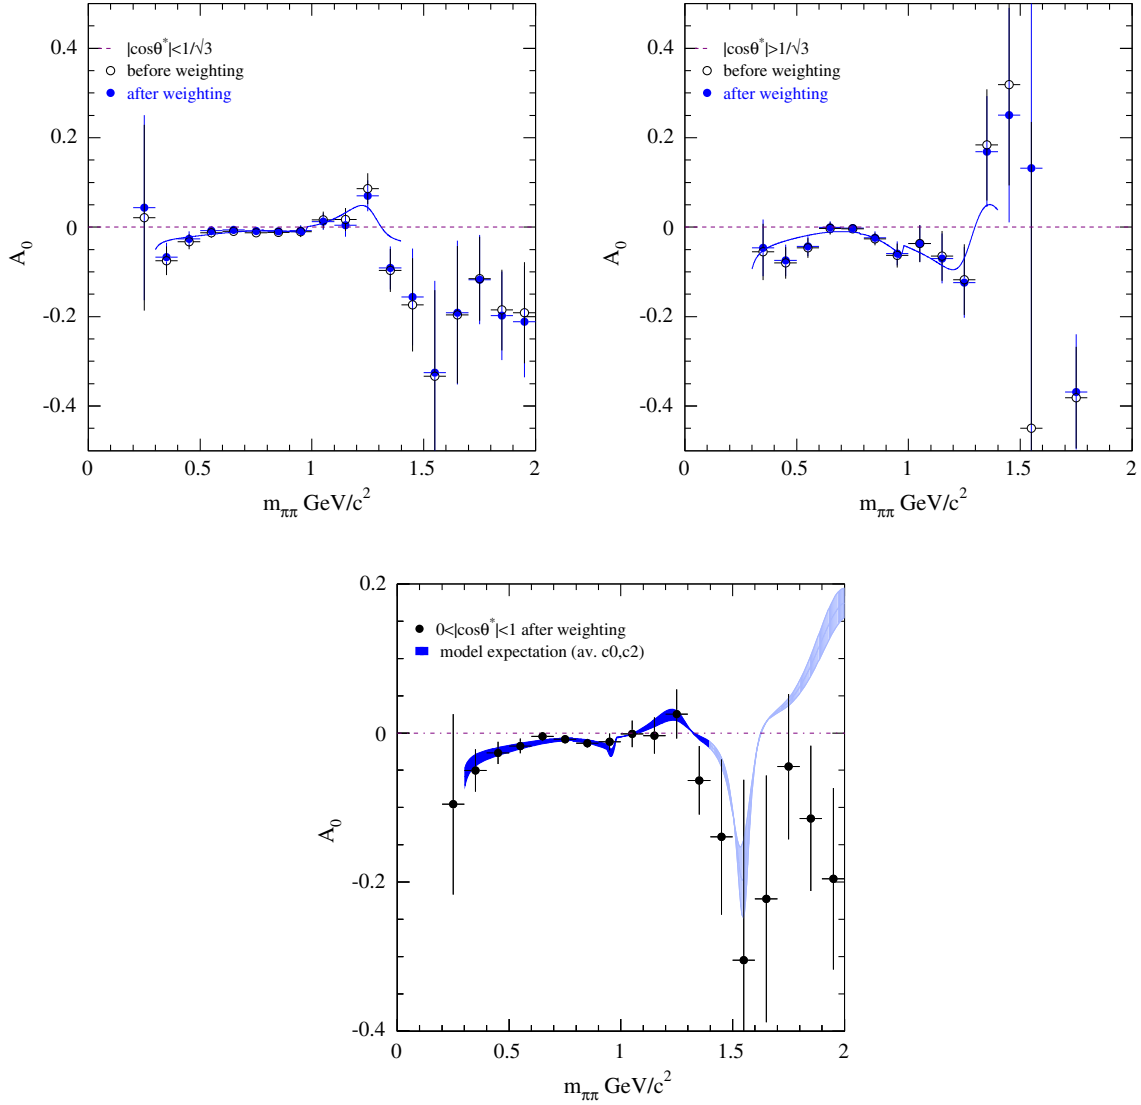 |cosθ*|<1/√3
before weighting
after weighting
0.4
0.2
0
-0.2
-0.4
0
0.5
1
1.5
2
A0
mππ GeV/c2
|cosθ*|>1/√3
before weighting
after weighting
0.4
0.2
0
-0.2
-0.4
0
0.5
1
1.5
2
A0
mππ GeV/c2
0<|cosθ*|<1 after weighting
model expectation (av. c0,c2)
0.2
0
-0.2
-0.4
0
0.5
1
1.5
2
A0
mππ GeV/c2